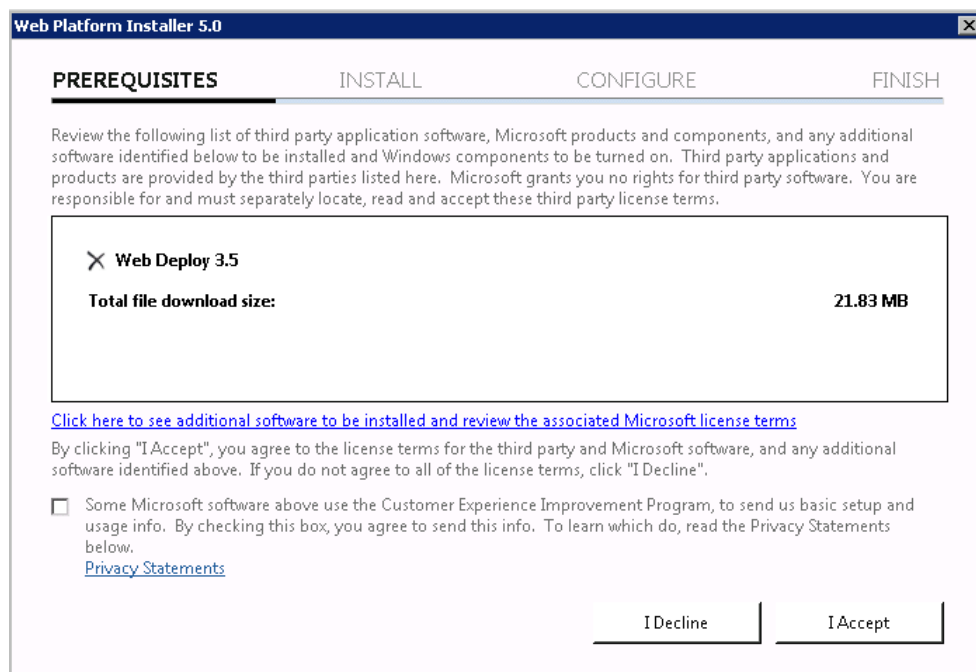 Web Platform Installer 5.0
PREREQUISITES INSTALL CONFIGURE FINISH
Review the following list of third party application software, Microsoft products and components, and any additional
software identified below to be installed and Windows components to be turned on. Third party applications and
products are provided by the third parties listed here. Microsoft grants you no rights for third party software. You are
responsible for and must separately locate, read and accept these third party license terms.
Web Deploy 3.5
Total file download size: 21.83 MB
Click here to see additional software to be installed and review the associated Microsoft license terms
By clicking "I Accept", you agree to the license terms for the third party and Microsoft software, and any additional
software identified above. If you do not agree to all of the license terms, click "I Decline".
Some Microsoft software above use the Customer Experience Improvement Program, to send us basic setup and
usage info. By checking this box, you agree to send this info. To learn which do, read the Privacy Statements
below.
Privacy Statements
I Decline I Accept